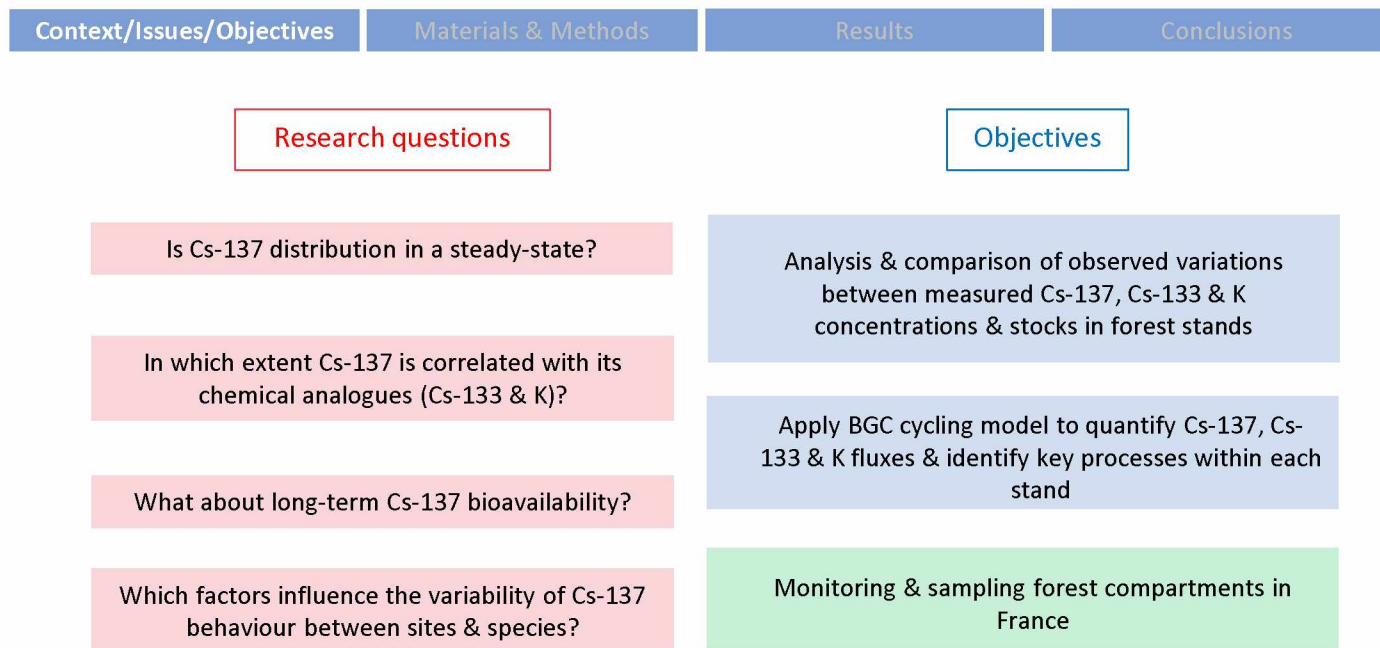 Context/Issues/Objectives
Materials & Methods
Results
Conclusions
Research questions
Is Cs-137 distribution in a steady-state?
In which extent Cs-137 is correlated with its
chemical analogues (Cs-133 & K)?
What about long-term Cs-137 bioavailability?
Which factors influence the variability of Cs-137
behaviour between sites & species?
Objectives
Analysis & comparison of observed variations
between measured Cs-137, Cs-133 & K
concentrations & stocks in forest stands
Apply BGC cycling model to quantify Cs-137, Cs-
133 & K fluxes & identify key processes within each
stand
Monitoring & sampling forest compartments in
France